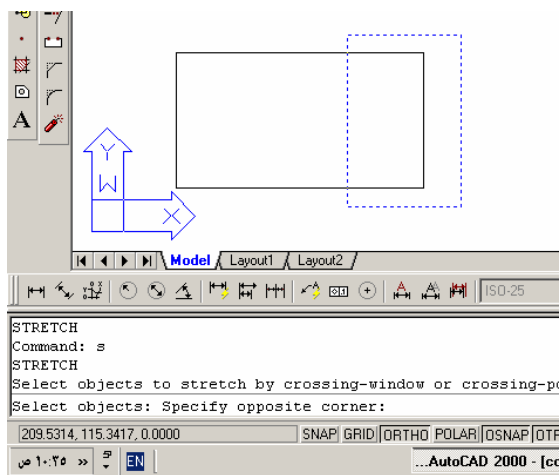 A
Y
W
X
Model Layout1 Layout2
ISO-25
STRETCH
Command: s
STRETCH
Select objects to stretch by crossing-window or crossing-po
Select objects: Specify opposite corner:
209.5314, 115.3417, 0.0000 SNAP GRID ORTHO POLAR OSNAP OTR
١٠:٣٥ ص EN ...AutoCAD 2000 - [co